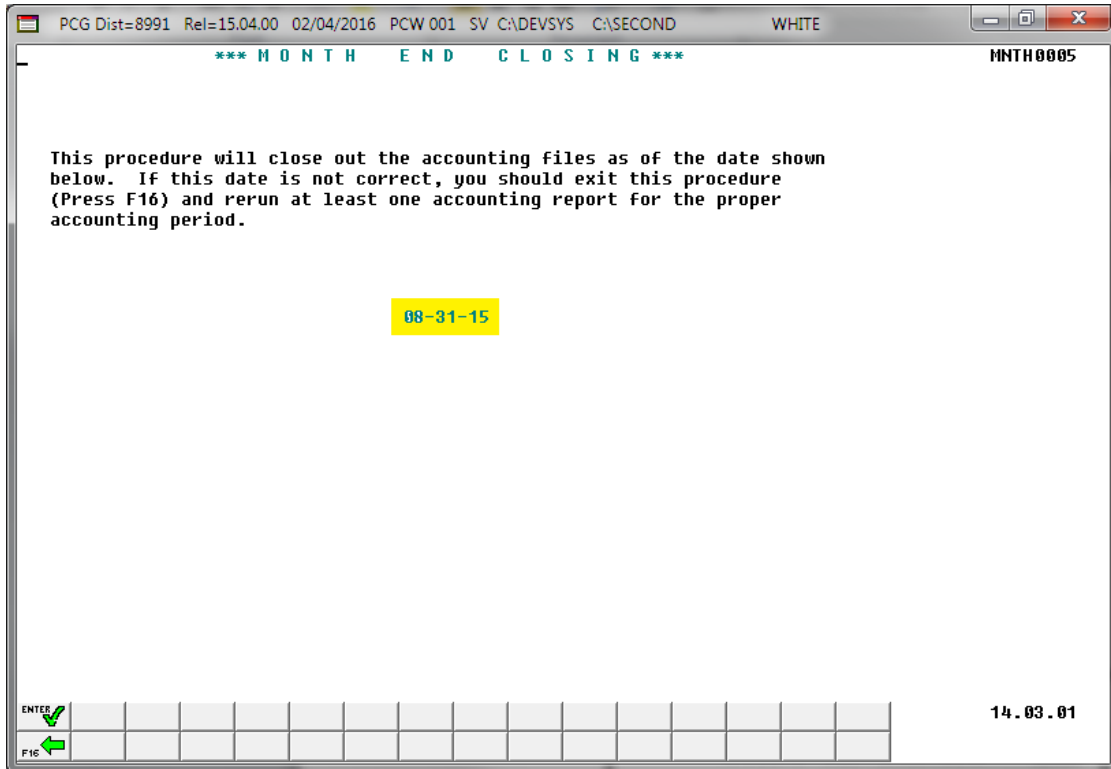 PCG Dist=8991 Rel=15.04.00 02/04/2016 PCW 001 SV C:\DEVSYS C:\SECOND WHITE
*** M O N T H E N D C L O S I N G *** MNTH0005
This procedure will close out the accounting files as of the date shown
below. If this date is not correct, you should exit this procedure
(Press F16) and rerun at least one accounting report for the proper
accounting period.
08-31-15
ENTER 14.03.01
F16